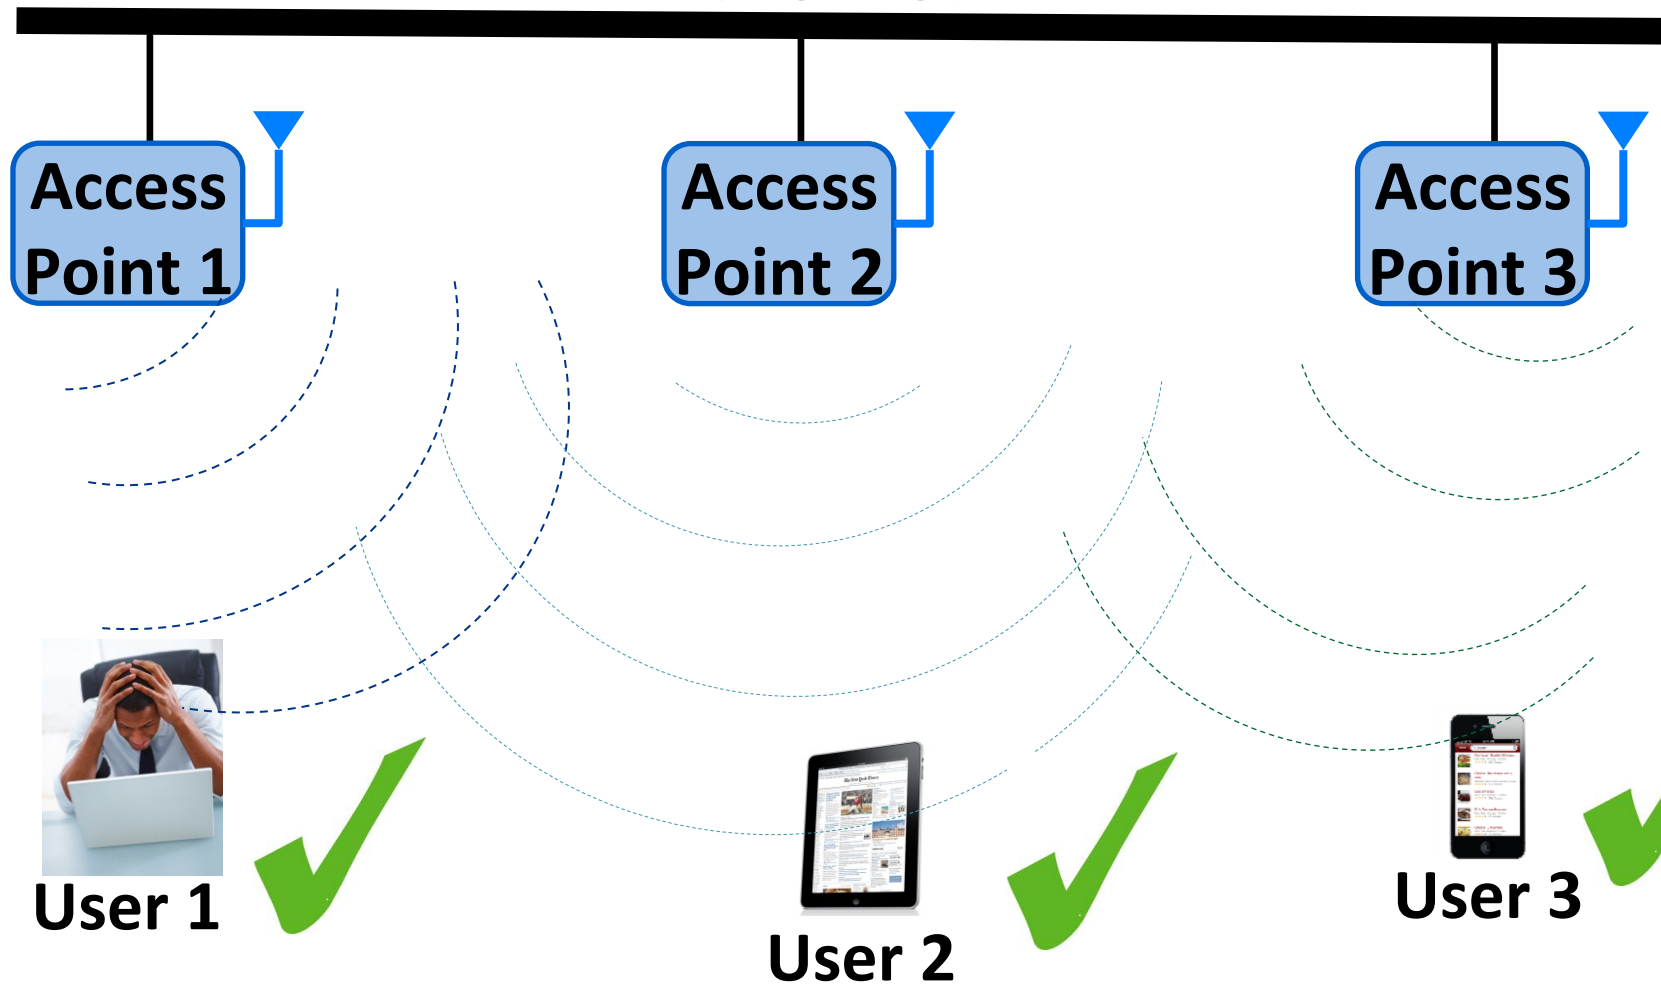 Access
Point 1
Access
Point 2
Access
Point 3
User 1
User 2
User 3